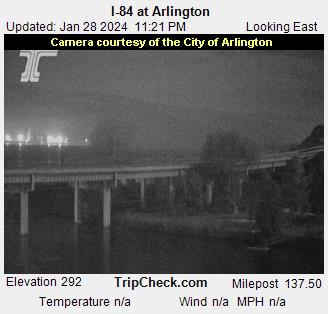 I-84 at Arlington
Updated: Jan 28 2024 11:21 PM Looking East
Camera courtesy of the City of Arlington
Elevation 292 TripCheck.com Milepost 137.50
Temperature n/a Wind n/a MPH n/a